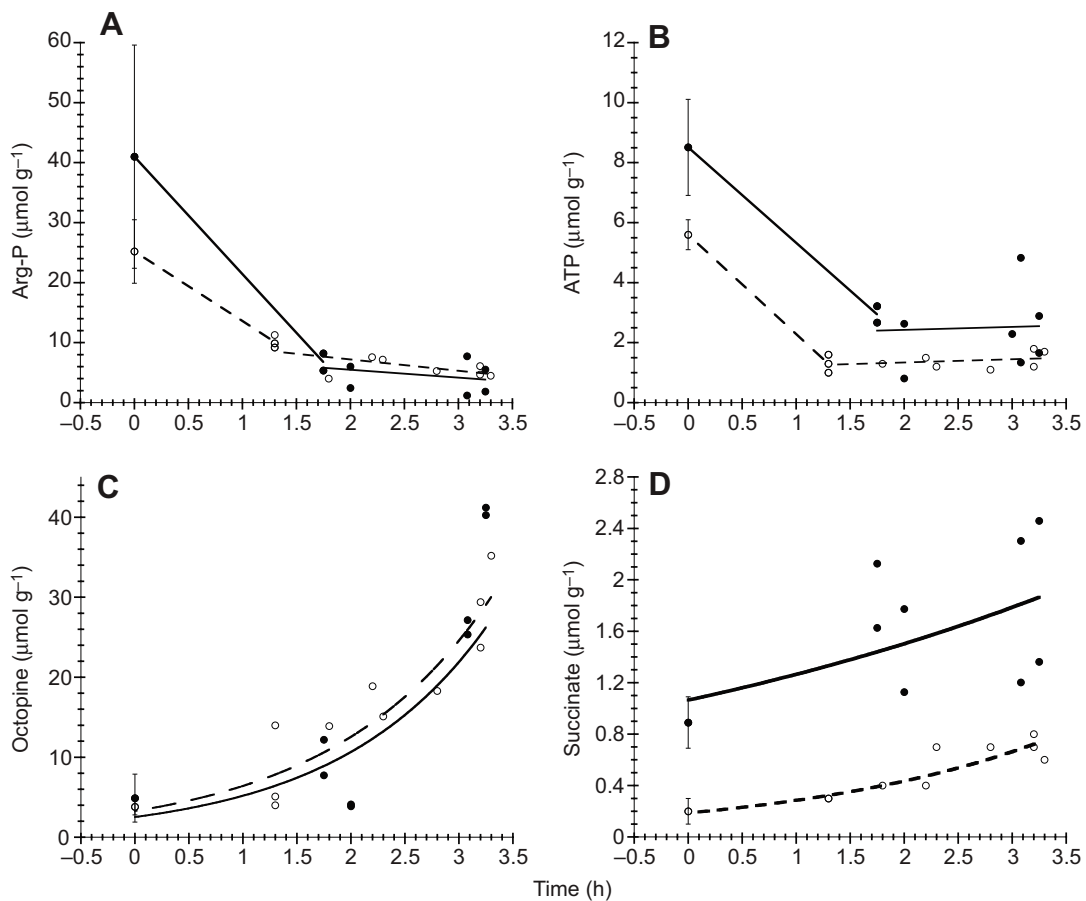 A
60
50
40
30
20
10
0
Arg-P (μmol g–1)
–0.5 0 0.5 1 1.5 2 2.5 3 3.5
B
12
10
8
6
4
2
0
ATP (μmol g–1)
–0.5 0 0.5 1 1.5 2 2.5 3 3.5
C
40
30
20
10
0
Octopine (μmol g–1)
–0.5 0 0.5 1 1.5 2 2.5 3 3.5
D
2.8
2.4
2
1.6
1.2
0.8
0.4
0
Succinate (μmol g–1)
–0.5 0 0.5 1 1.5 2 2.5 3 3.5
Time (h)